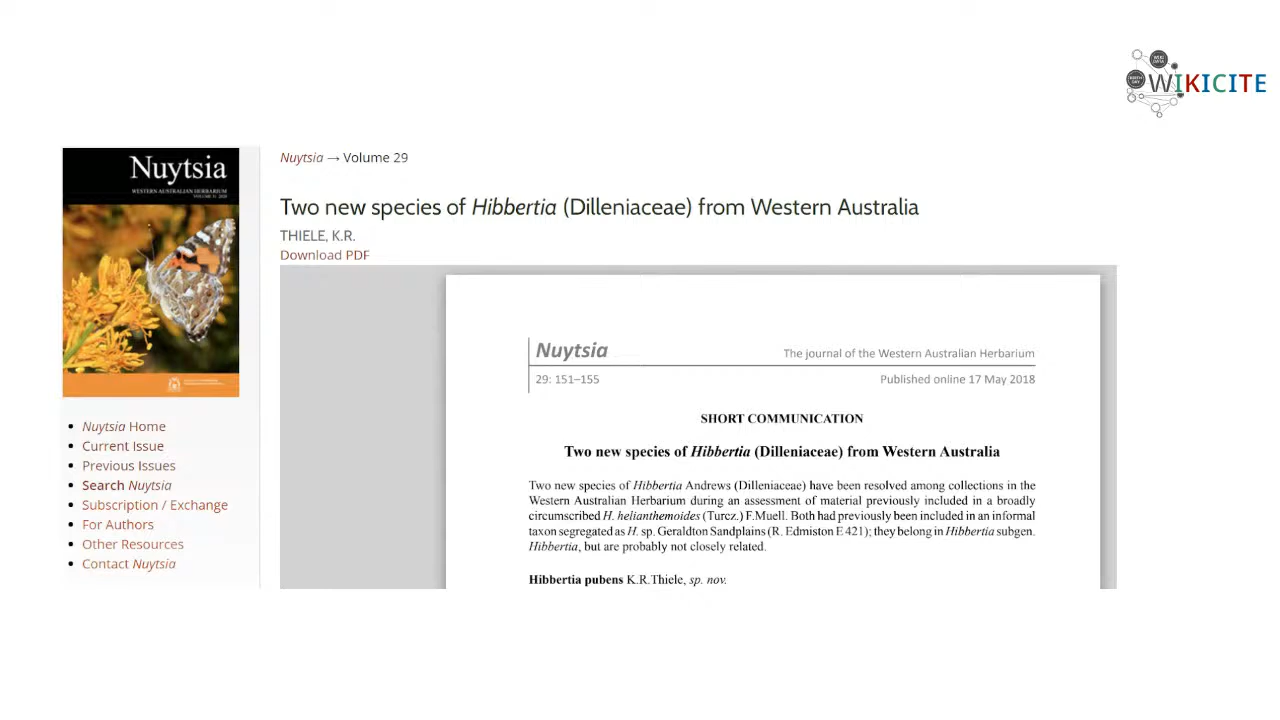 WIKICITE
Nuytsia
WESTERN AUSTRALIAN HERBARIUM
Nuytsia → Volume 29
Two new species of Hibbertia (Dilleniaceae) from Western Australia
THIELE, K.R.
Download PDF
Nuytsia
The journal of the Western Australian Herbarium
29: 151–155
Published online 17 May 2018
SHORT COMMUNICATION
Two new species of Hibbertia (Dilleniaceae) from Western Australia
Two new species of Hibbertia Andrews (Dilleniaceae) have been resolved among collections in the
Western Australian Herbarium during an assessment of material previously included in a broadly
circumscribed H. helianthemoides (Turcz.) F.Muell. Both had previously been included in an informal
taxon segregated as H. sp. Geraldton Sandplains (R. Edmiston E 421); they belong in Hibbertia subgen.
Hibbertia, but are probably not closely related.
Hibbertia pubens K.R.Thiele, sp. nov.
Nuytsia Home
Current Issue
Previous Issues
Search Nuytsia
Subscription / Exchange
For Authors
Other Resources
Contact Nuytsia